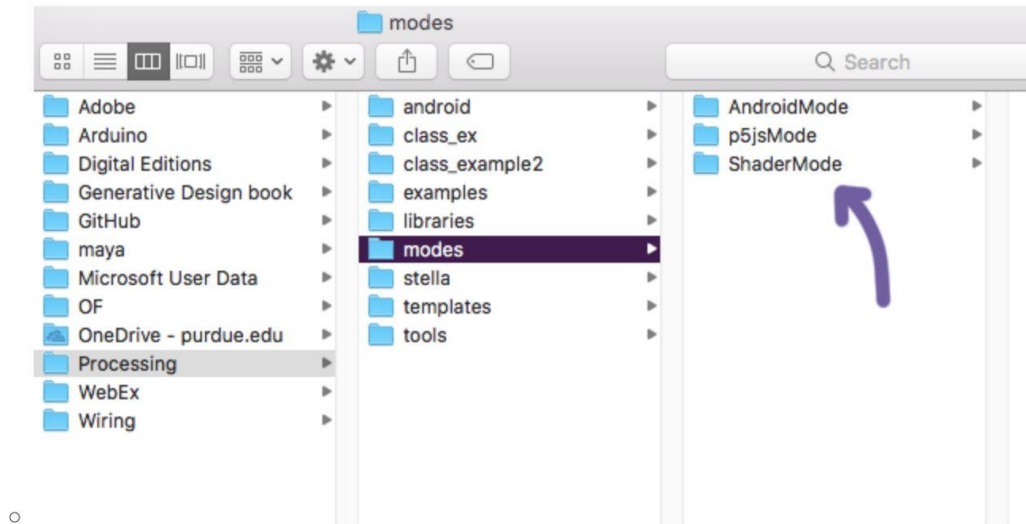 modes
Search
Adobe
Arduino
Digital Editions
Generative Design book
GitHub
maya
Microsoft User Data
OF
OneDrive - purdue.edu
Processing
WebEx
Wiring
android
class_ex
class_example2
examples
libraries
modes
stella
templates
tools
AndroidMode
p5jsMode
ShaderMode